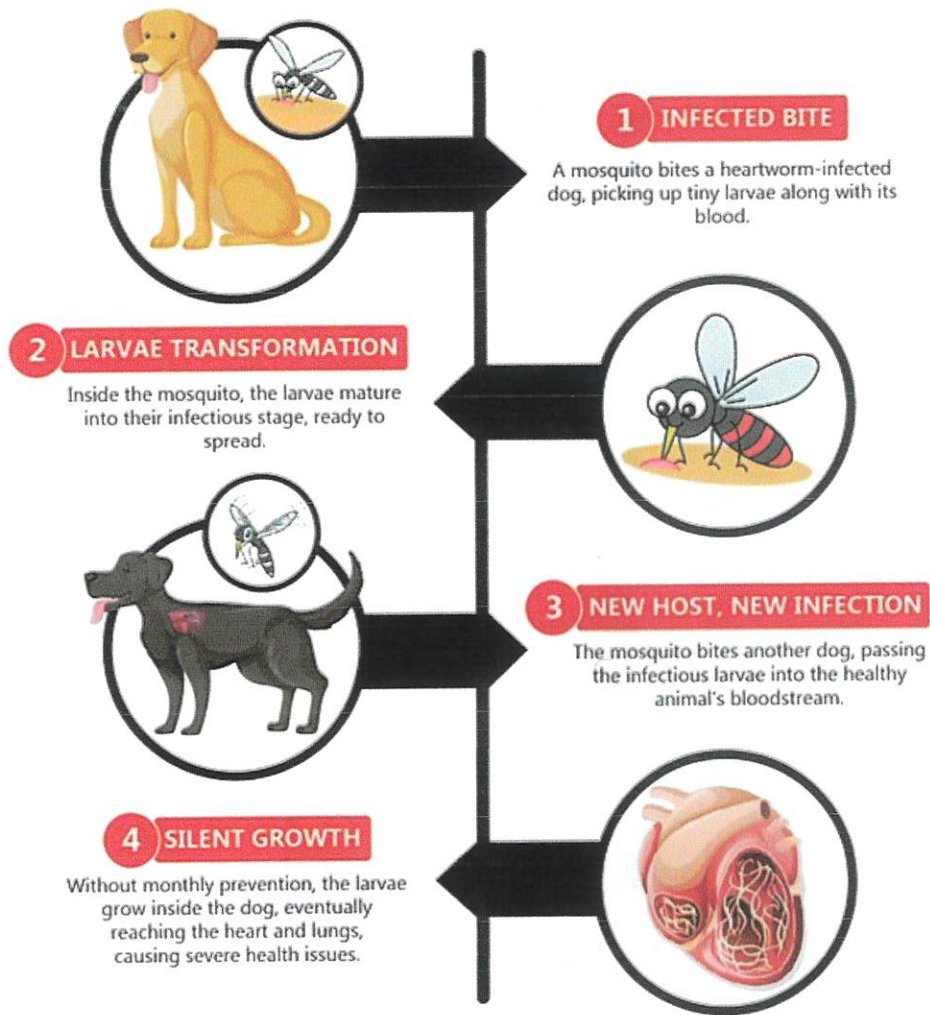 1 INFECTED BITE
A mosquito bites a heartworm-infected
dog, picking up tiny larvae along with its
blood.
2 LARVAE TRANSFORMATION
Inside the mosquito, the larvae mature
into their infectious stage, ready to
spread.
3 NEW HOST, NEW INFECTION
The mosquito bites another dog, passing
the infectious larvae into the healthy
animal's bloodstream.
4 SILENT GROWTH
Without monthly prevention, the larvae
grow inside the dog, eventually
reaching the heart and lungs,
causing severe health issues.